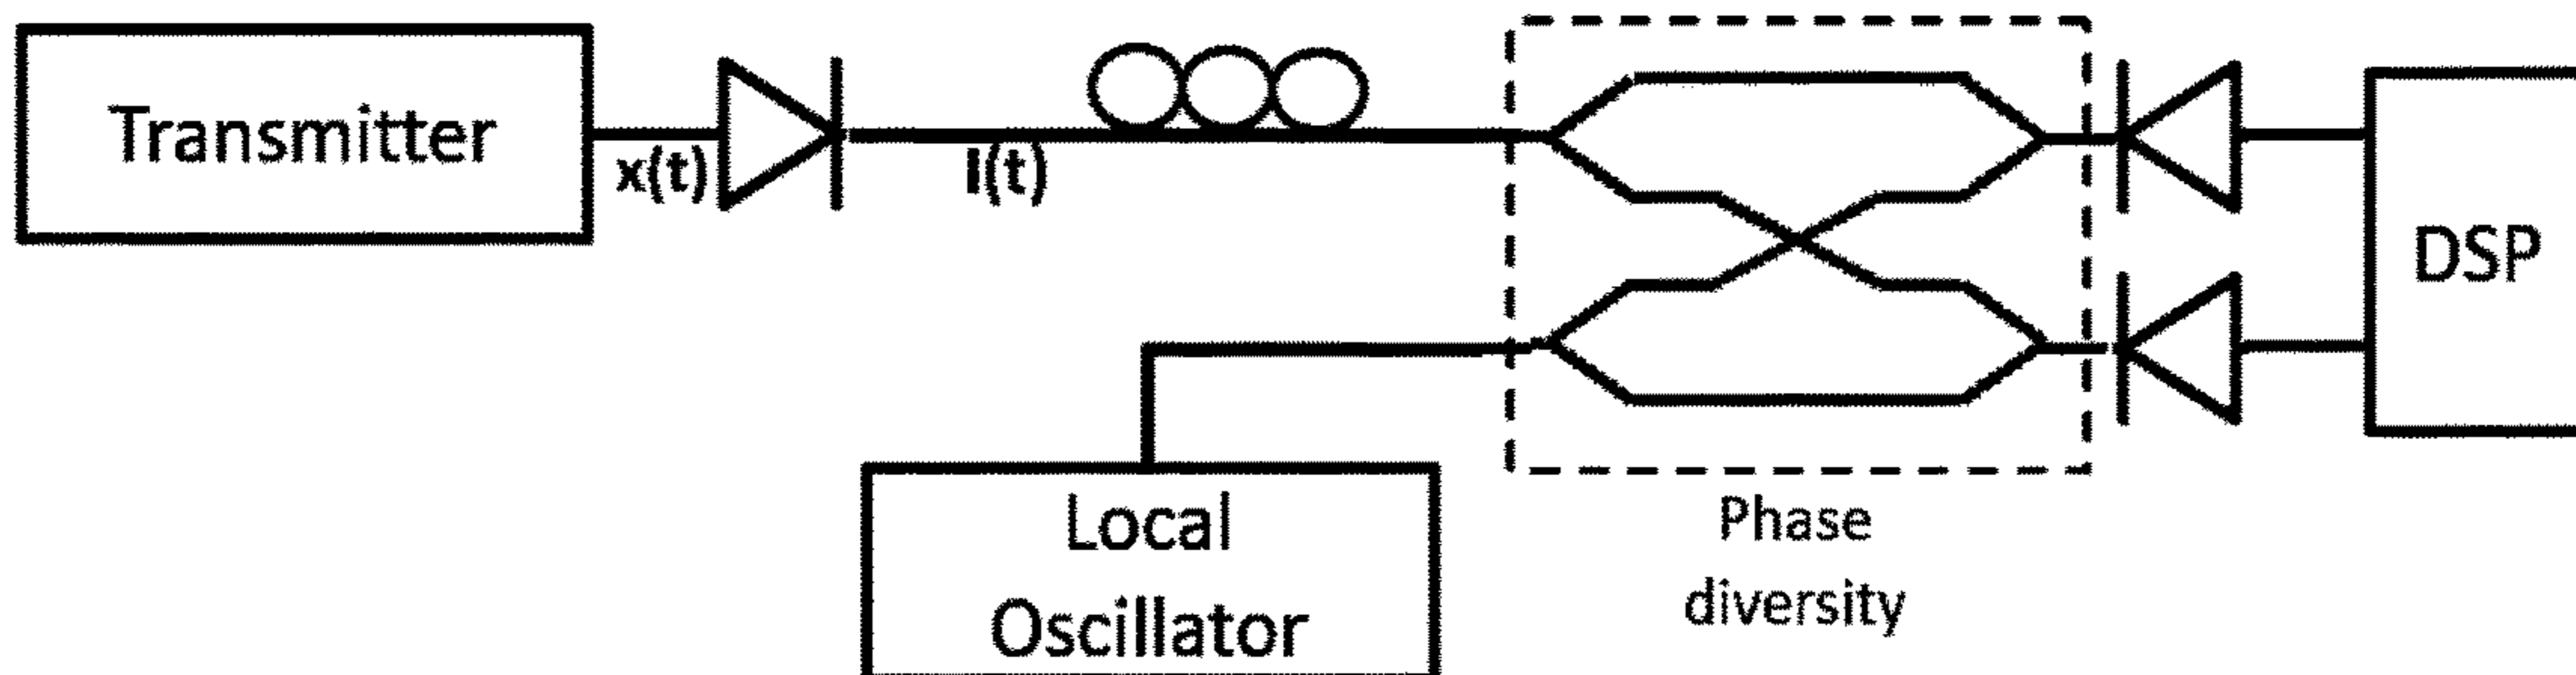 Transmitter
x(t)
I(t)
DSP
Local
Oscillator
Phase
diversity